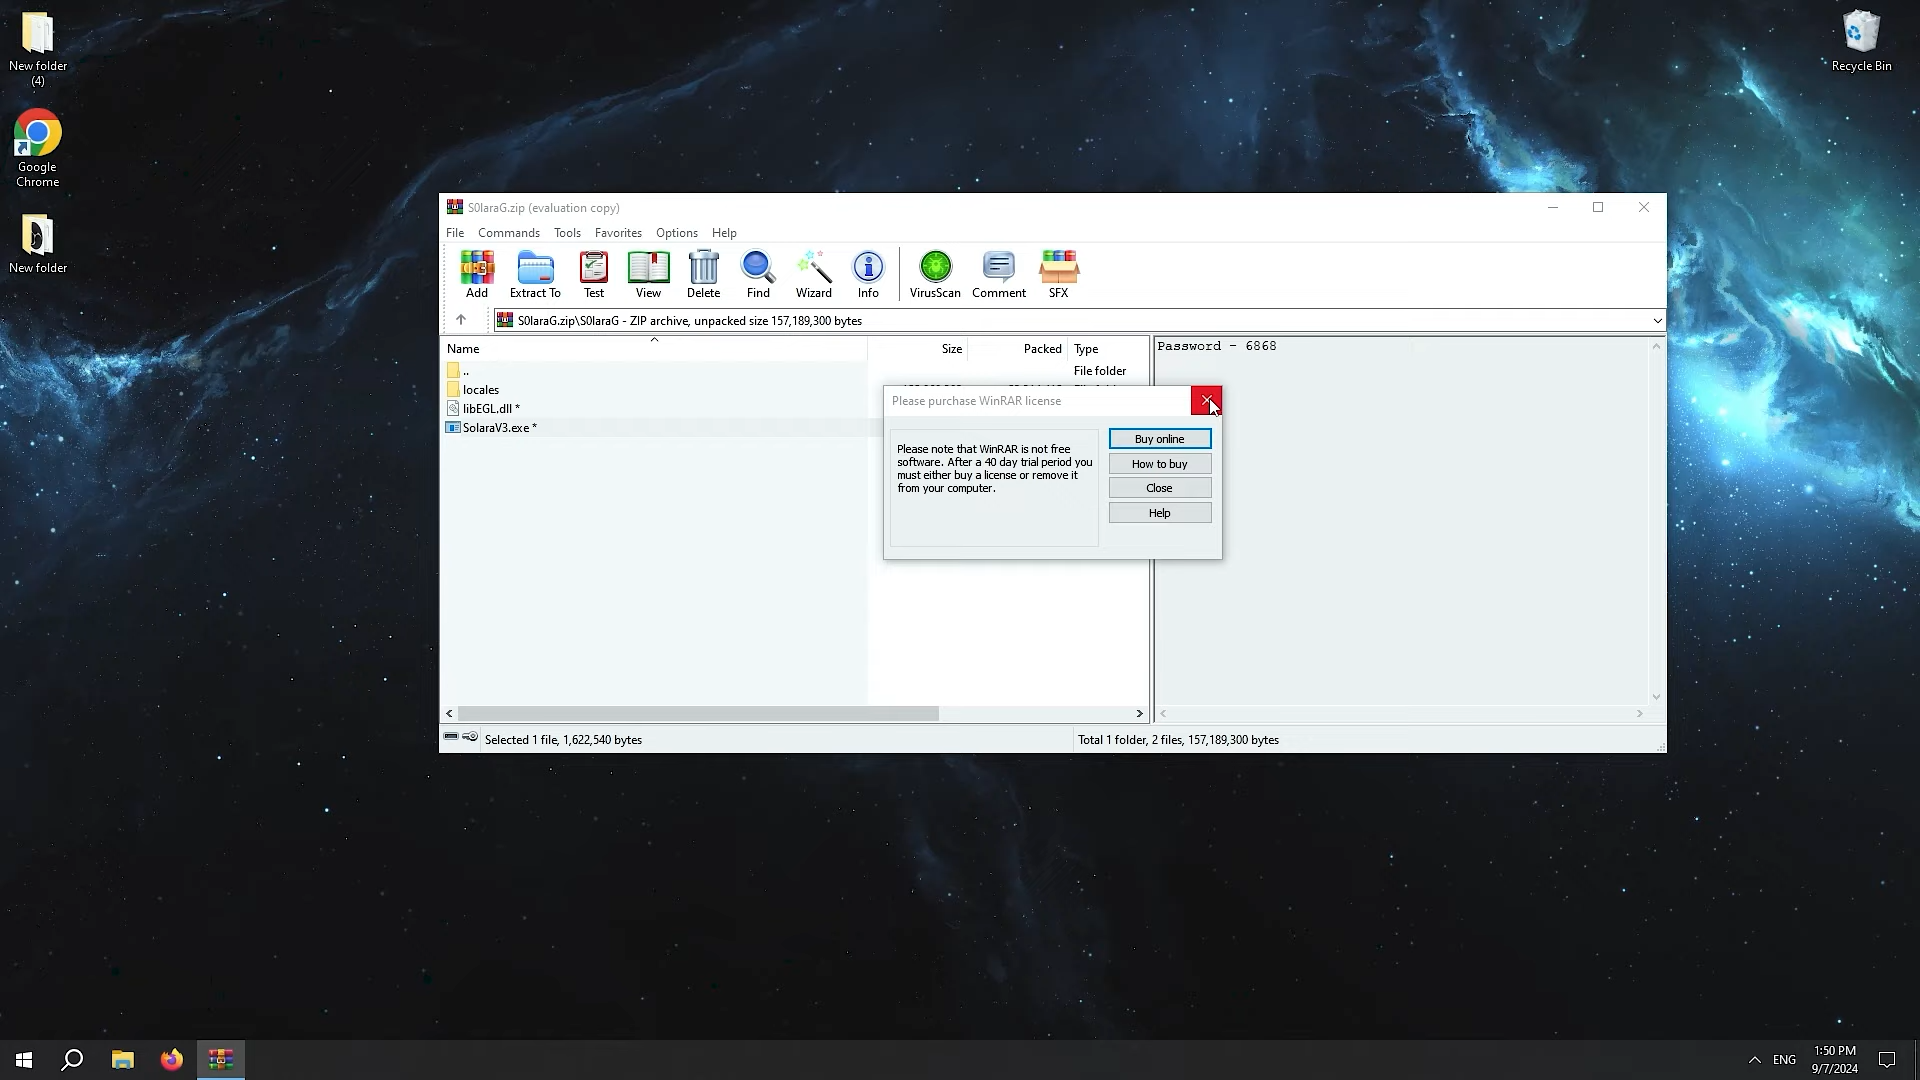 New folder
(4)
Recycle Bin
Google
Chrome
New folder
S0laraG.zip (evaluation copy)
File Commands Tools Favorites Options Help
Add Extract To Test View Delete Find Wizard Info VirusScan Comment SFX
S0laraG.zip\S0laraG - ZIP archive, unpacked size 157,189,300 bytes
Name Size Packed Type
Password - 6868
.. File folder
locales
libEGL.dll *
SolaraV3.exe *
Please purchase WinRAR license
Please note that WinRAR is not free
software. After a 40 day trial period you
must either buy a license or remove it
from your computer.
Buy online
How to buy
Close
Help
Selected 1 file, 1,622,540 bytes
Total 1 folder, 2 files, 157,189,300 bytes
ENG
1:50 PM
9/7/2024